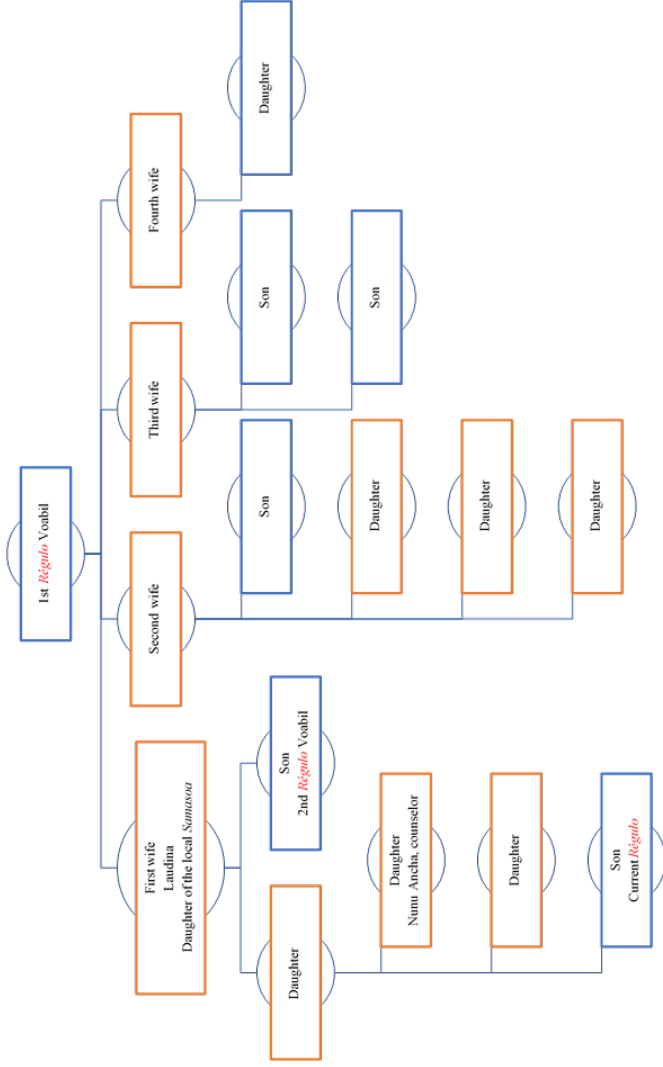 1st Régulo Voabil
First wife
Laudina
Daughter of the local Samasoa
Second wife
Third wife
Fourth wife
Daughter
Son
2nd Régulo Voabil
Daughter
Nunu Ancha, counselor
Daughter
Son
Current Régulo
Son
Daughter
Daughter
Daughter
Son
Son
Daughter